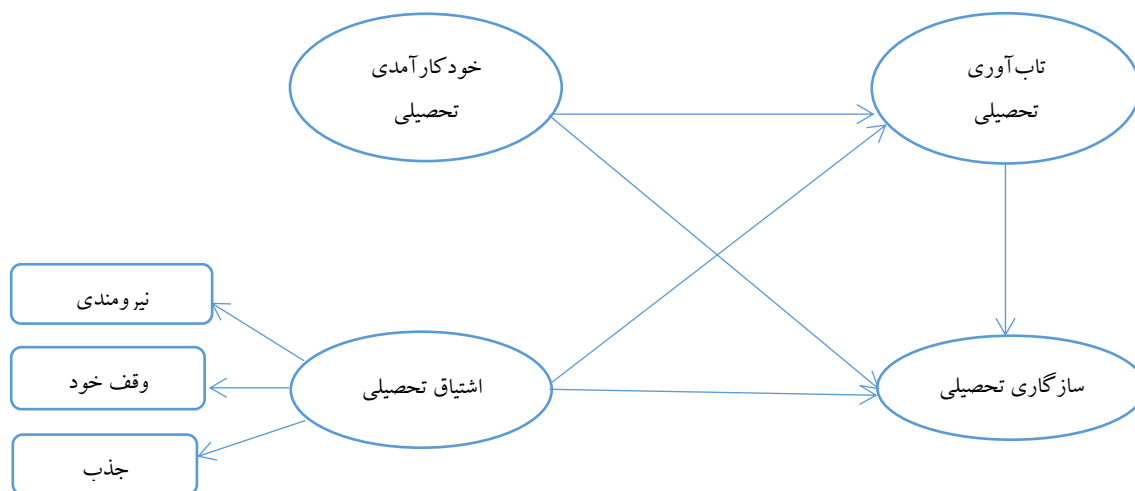 تاب‌آوری
تحصیلی
خودکارآمدی
تحصیلی
نیرومندی
وقف خود
جذب
اشتیاق تحصیلی
سازگاری تحصیلی